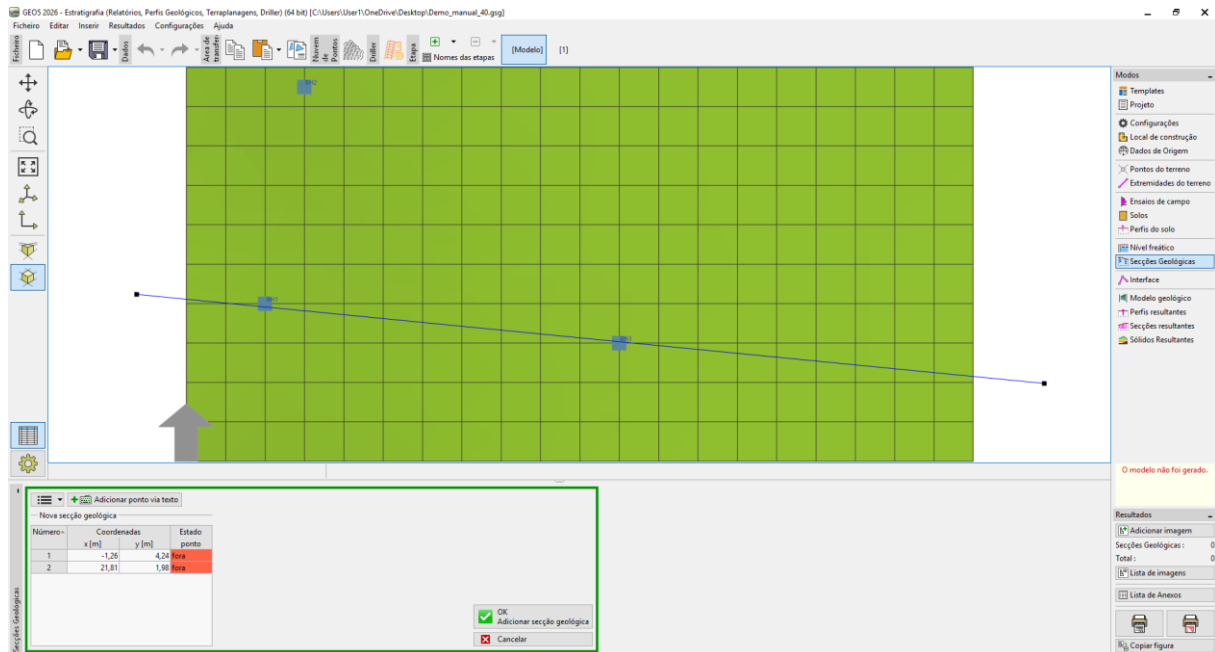 GEO5 2026 - Estratigrafia (Relatórios, Perfis Geológicos, Terraplanagens, Driller) (64 bit) [C:\Users\User1\OneDrive\Desktop\Demo_manual_40.gsg]
Ficheiro Editar Inserir Resultados Configurações Ajuda
Ficheiro
Dados
Área de transfer
Nuvem de Pontos
Driller
Etapa
Nomes das etapas
[Modelo]
[1]
Modos
Templates
Projeto
Configurações
Local de construção
Dados de Origem
Pontos do terreno
Extremidades do terreno
Ensaios de campo
Solos
Perfis do solo
Nível freático
Secções Geológicas
Interface
Modelo geológico
Perfis resultantes
Secções resultantes
Sólidos Resultantes
O modelo não foi gerado.
Adicionar ponto via texto
Nova secção geológica
Número Coordenadas Estado
x [m] y [m] ponto
1 -1,26 4,24 fora
2 21,81 1,98 fora
OK
Adicionar secção geológica
Cancelar
Secções Geológicas
Resultados
Adicionar imagem
Secções Geológicas : 0
Total : 0
Lista de imagens
Lista de Anexos
Copiar figura